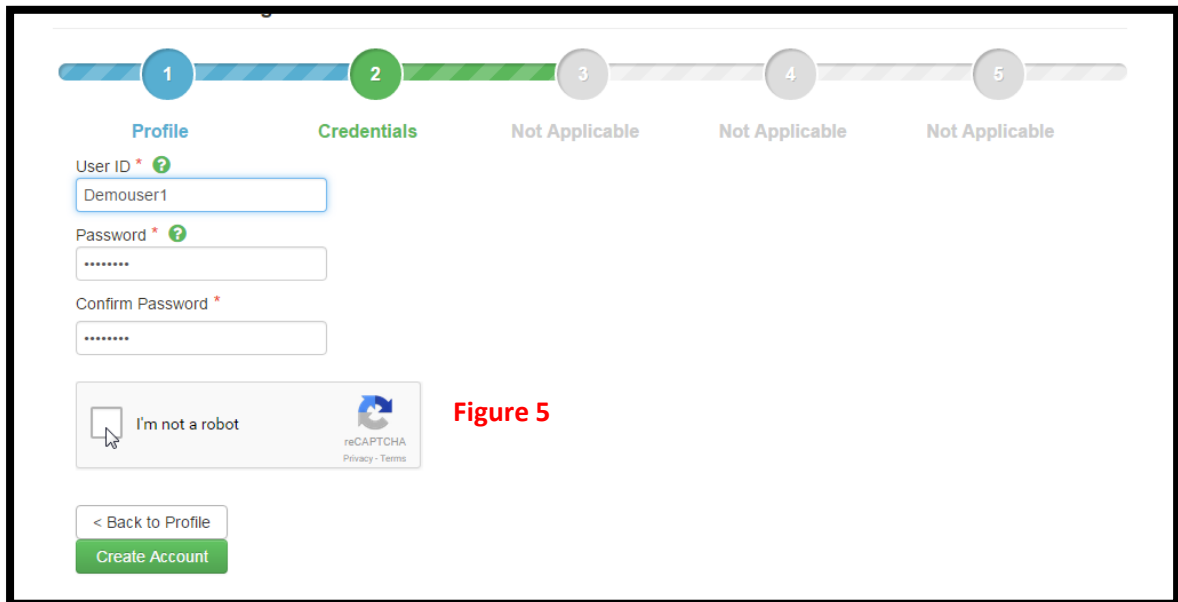 1 2 3 4 5
Profile Credentials Not Applicable Not Applicable Not Applicable
User ID * ?
Demouser1
Password * ?
••••••••
Confirm Password *
••••••••
I'm not a robot
reCAPTCHA
Privacy - Terms
Figure 5
< Back to Profile
Create Account